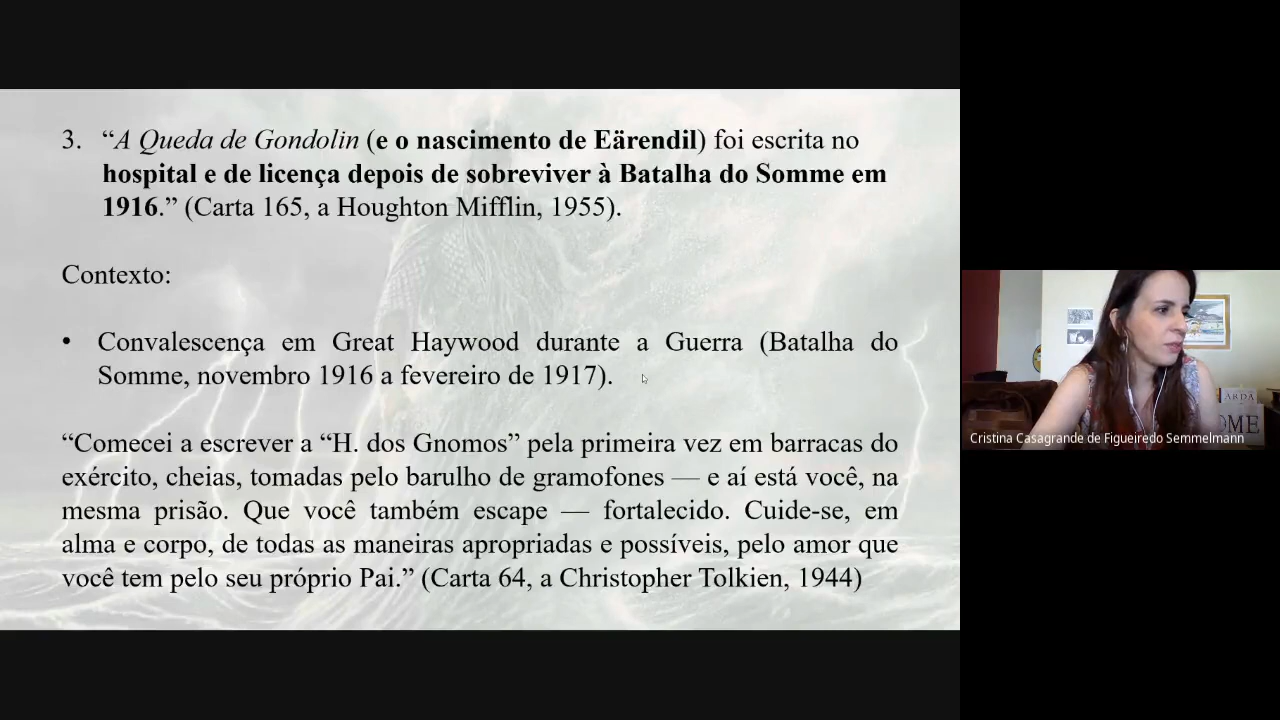 3. “A Queda de Gondolin (e o nascimento de Eärendil) foi escrita no
hospital e de licença depois de sobreviver à Batalha do Somme em
1916.” (Carta 165, a Houghton Mifflin, 1955).
Contexto:
• Convalescença em Great Haywood durante a Guerra (Batalha do
Somme, novembro 1916 a fevereiro de 1917).
“Comecei a escrever a “H. dos Gnomos” pela primeira vez em barracas do
exército, cheias, tomadas pelo barulho de gramofones — e aí está você, na
mesma prisão. Que você também escape — fortalecido. Cuide-se, em
alma e corpo, de todas as maneiras apropriadas e possíveis, pelo amor que
você tem pelo seu próprio Pai.” (Carta 64, a Christopher Tolkien, 1944)
ARDA
OME
Cristina Casagrande de Figueiredo Semmelmann